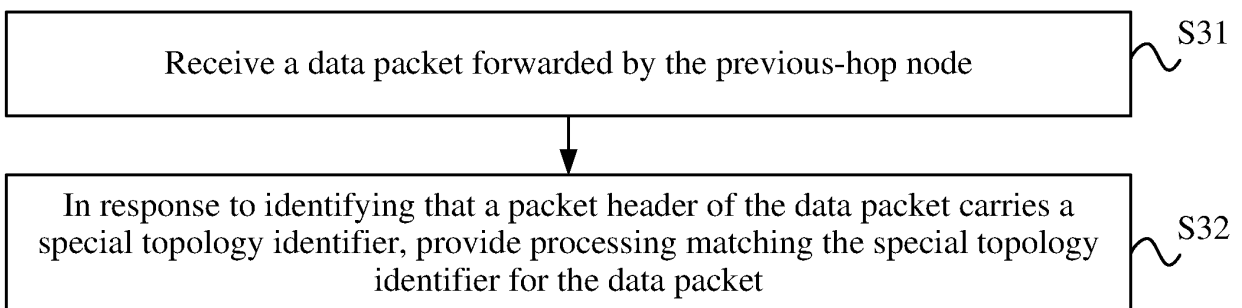 S31
Receive a data packet forwarded by the previous-hop node
In response to identifying that a packet header of the data packet carries a
special topology identifier, provide processing matching the special topology
identifier for the data packet
S32